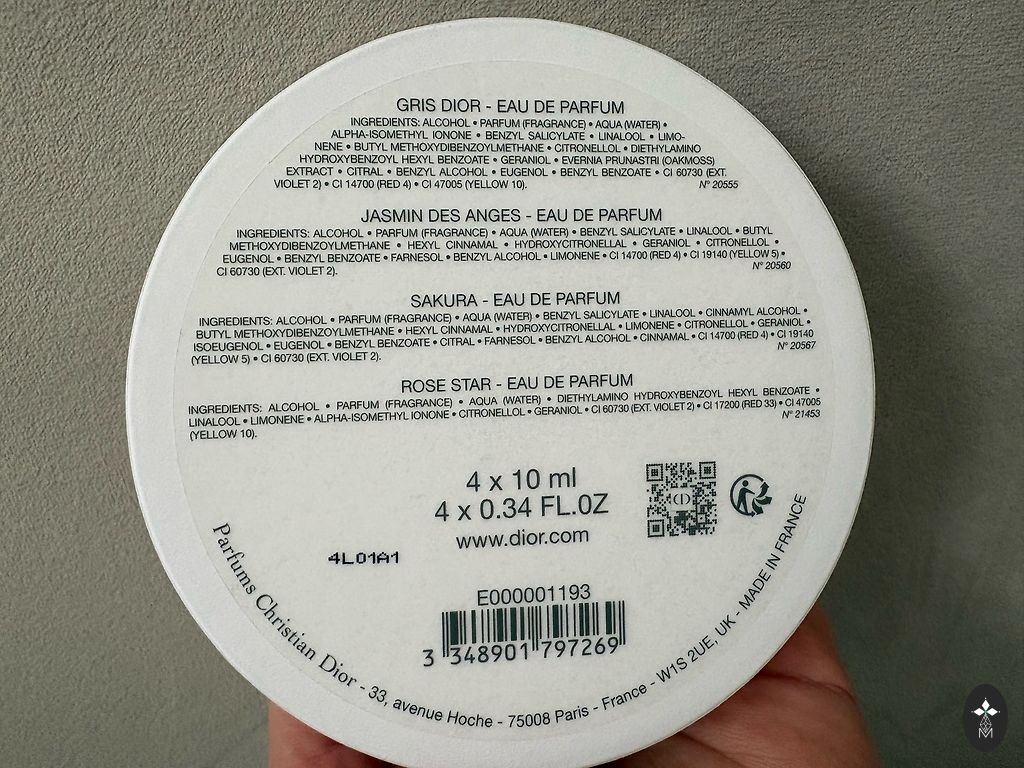 GRIS DIOR - EAU DE PARFUM
INGREDIENTS: ALCOHOL • PARFUM (FRAGRANCE) • AQUA (WATER) •
ALPHA-ISOMETHYL IONONE • BENZYL SALICYLATE • LINALOOL • LIMO-
NENE • BUTYL METHOXYDIBENZOYLMETHANE • CITRONELLOL • DIETHYLAMINO
HYDROXYBENZOYL HEXYL BENZOATE • GERANIOL • EVERNIA PRUNASTRI (OAKMOSS)
EXTRACT • CITRAL • BENZYL ALCOHOL • EUGENOL • BENZYL BENZOATE • CI 60730 (EXT.
VIOLET 2) • CI 14700 (RED 4) • CI 47005 (YELLOW 10). N° 20555
JASMIN DES ANGES - EAU DE PARFUM
INGREDIENTS: ALCOHOL • PARFUM (FRAGRANCE) • AQUA (WATER) • BENZYL SALICYLATE • LINALOOL • BUTYL
METHOXYDIBENZOYLMETHANE • HEXYL CINNAMAL • HYDROXYCITRONELLAL • GERANIOL • CITRONELLOL •
EUGENOL • BENZYL BENZOATE • FARNESOL • BENZYL ALCOHOL • LIMONENE • CI 14700 (RED 4) • CI 19140 (YELLOW 5) •
CI 60730 (EXT. VIOLET 2). N° 20560
SAKURA - EAU DE PARFUM
INGREDIENTS: ALCOHOL • PARFUM (FRAGRANCE) • AQUA (WATER) • BENZYL SALICYLATE • LINALOOL • CINNAMYL ALCOHOL •
BUTYL METHOXYDIBENZOYLMETHANE • HEXYL CINNAMAL • HYDROXYCITRONELLAL • LIMONENE • CITRONELLOL • GERANIOL •
ISOEUGENOL • EUGENOL • BENZYL BENZOATE • CITRAL • FARNESOL • BENZYL ALCOHOL • CINNAMAL • CI 14700 (RED 4) • CI 19140
(YELLOW 5) • CI 60730 (EXT. VIOLET 2). N° 20567
ROSE STAR - EAU DE PARFUM
INGREDIENTS: ALCOHOL • PARFUM (FRAGRANCE) • AQUA (WATER) • DIETHYLAMINO HYDROXYBENZOYL HEXYL BENZOATE •
LINALOOL • LIMONENE • ALPHA-ISOMETHYL IONONE • CITRONELLOL • GERANIOL • CI 60730 (EXT. VIOLET 2) • CI 17200 (RED 33) • CI 47005
(YELLOW 10). N° 21453
4 x 10 ml
4 x 0.34 FL.OZ
www.dior.com
4L01A1
E000001193
3 348901 797269
Parfums Christian Dior - 33, avenue Hoche - 75008 Paris - France - W1S 2UE, UK - MADE IN FRANCE
CD
M